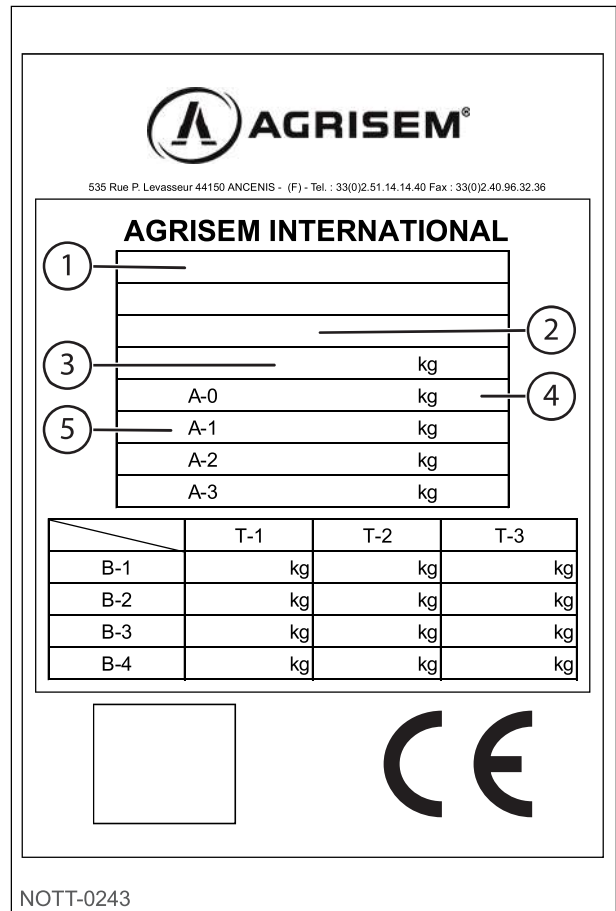 AGRISEM®
535 Rue P. Levasseur 44150 ANCENIS - (F) - Tel. : 33(0)2.51.14.14.40 Fax : 33(0)2.40.96.32.36
AGRISEM INTERNATIONAL
1
2
3 kg
A-0 kg 4
5 A-1 kg
A-2 kg
A-3 kg
T-1 T-2 T-3
B-1 kg kg kg
B-2 kg kg kg
B-3 kg kg kg
B-4 kg kg kg
CE
NOTT-0243